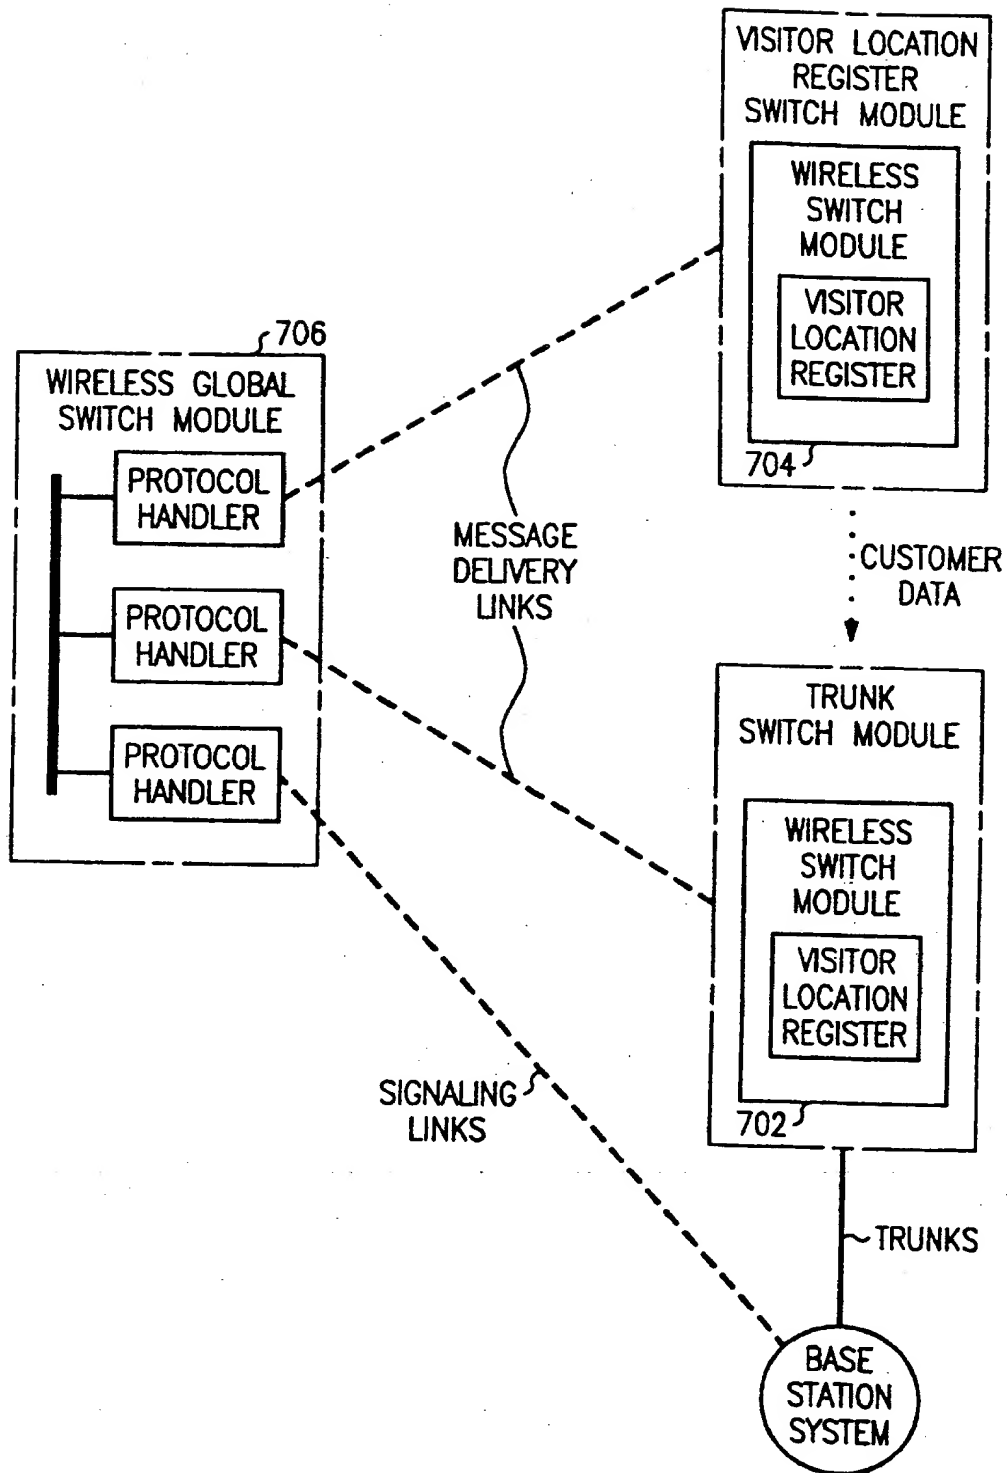 VISITOR LOCATION
REGISTER
SWITCH MODULE
WIRELESS
SWITCH
MODULE
VISITOR
LOCATION
REGISTER
704
706
WIRELESS GLOBAL
SWITCH MODULE
PROTOCOL
HANDLER
PROTOCOL
HANDLER
PROTOCOL
HANDLER
MESSAGE
DELIVERY
LINKS
CUSTOMER
DATA
TRUNK
SWITCH MODULE
WIRELESS
SWITCH
MODULE
VISITOR
LOCATION
REGISTER
702
SIGNALING
LINKS
TRUNKS
BASE
STATION
SYSTEM